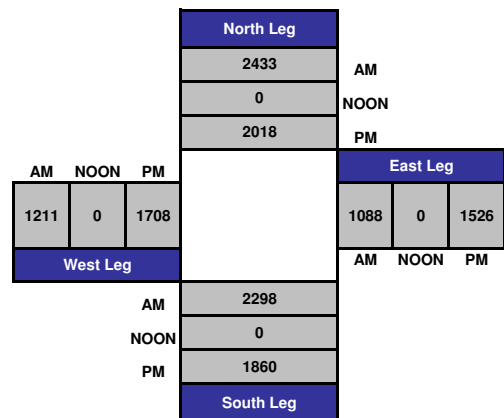 North Leg
2433 AM
0 NOON
2018 PM
AM NOON PM
East Leg
1211 0 1708
1088 0 1526
West Leg
AM NOON PM
AM 2298
NOON 0
PM 1860
South Leg